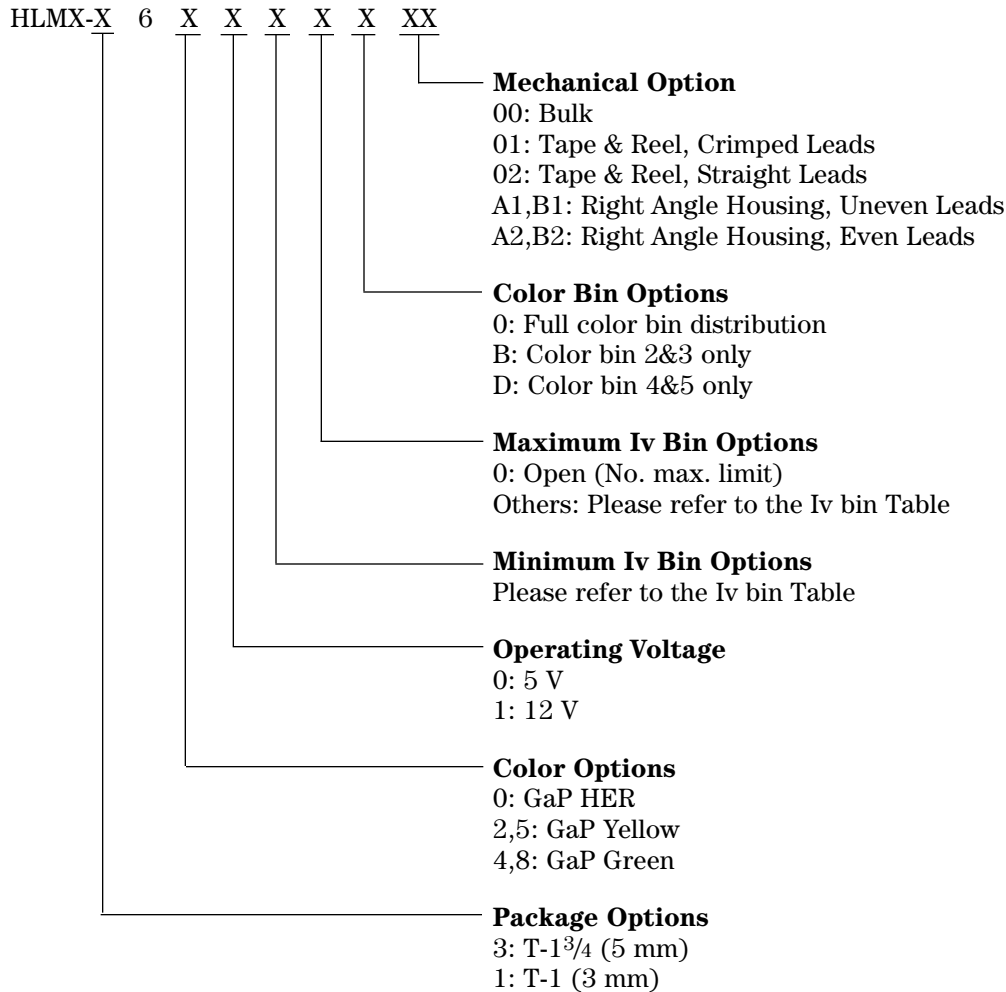 HLMX-X 6 X X X X X XX
Mechanical Option
00: Bulk
01: Tape & Reel, Crimped Leads
02: Tape & Reel, Straight Leads
A1,B1: Right Angle Housing, Uneven Leads
A2,B2: Right Angle Housing, Even Leads
Color Bin Options
0: Full color bin distribution
B: Color bin 2&3 only
D: Color bin 4&5 only
Maximum Iv Bin Options
0: Open (No. max. limit)
Others: Please refer to the Iv bin Table
Minimum Iv Bin Options
Please refer to the Iv bin Table
Operating Voltage
0: 5 V
1: 12 V
Color Options
0: GaP HER
2,5: GaP Yellow
4,8: GaP Green
Package Options
3: T-1 3/4 (5 mm)
1: T-1 (3 mm)